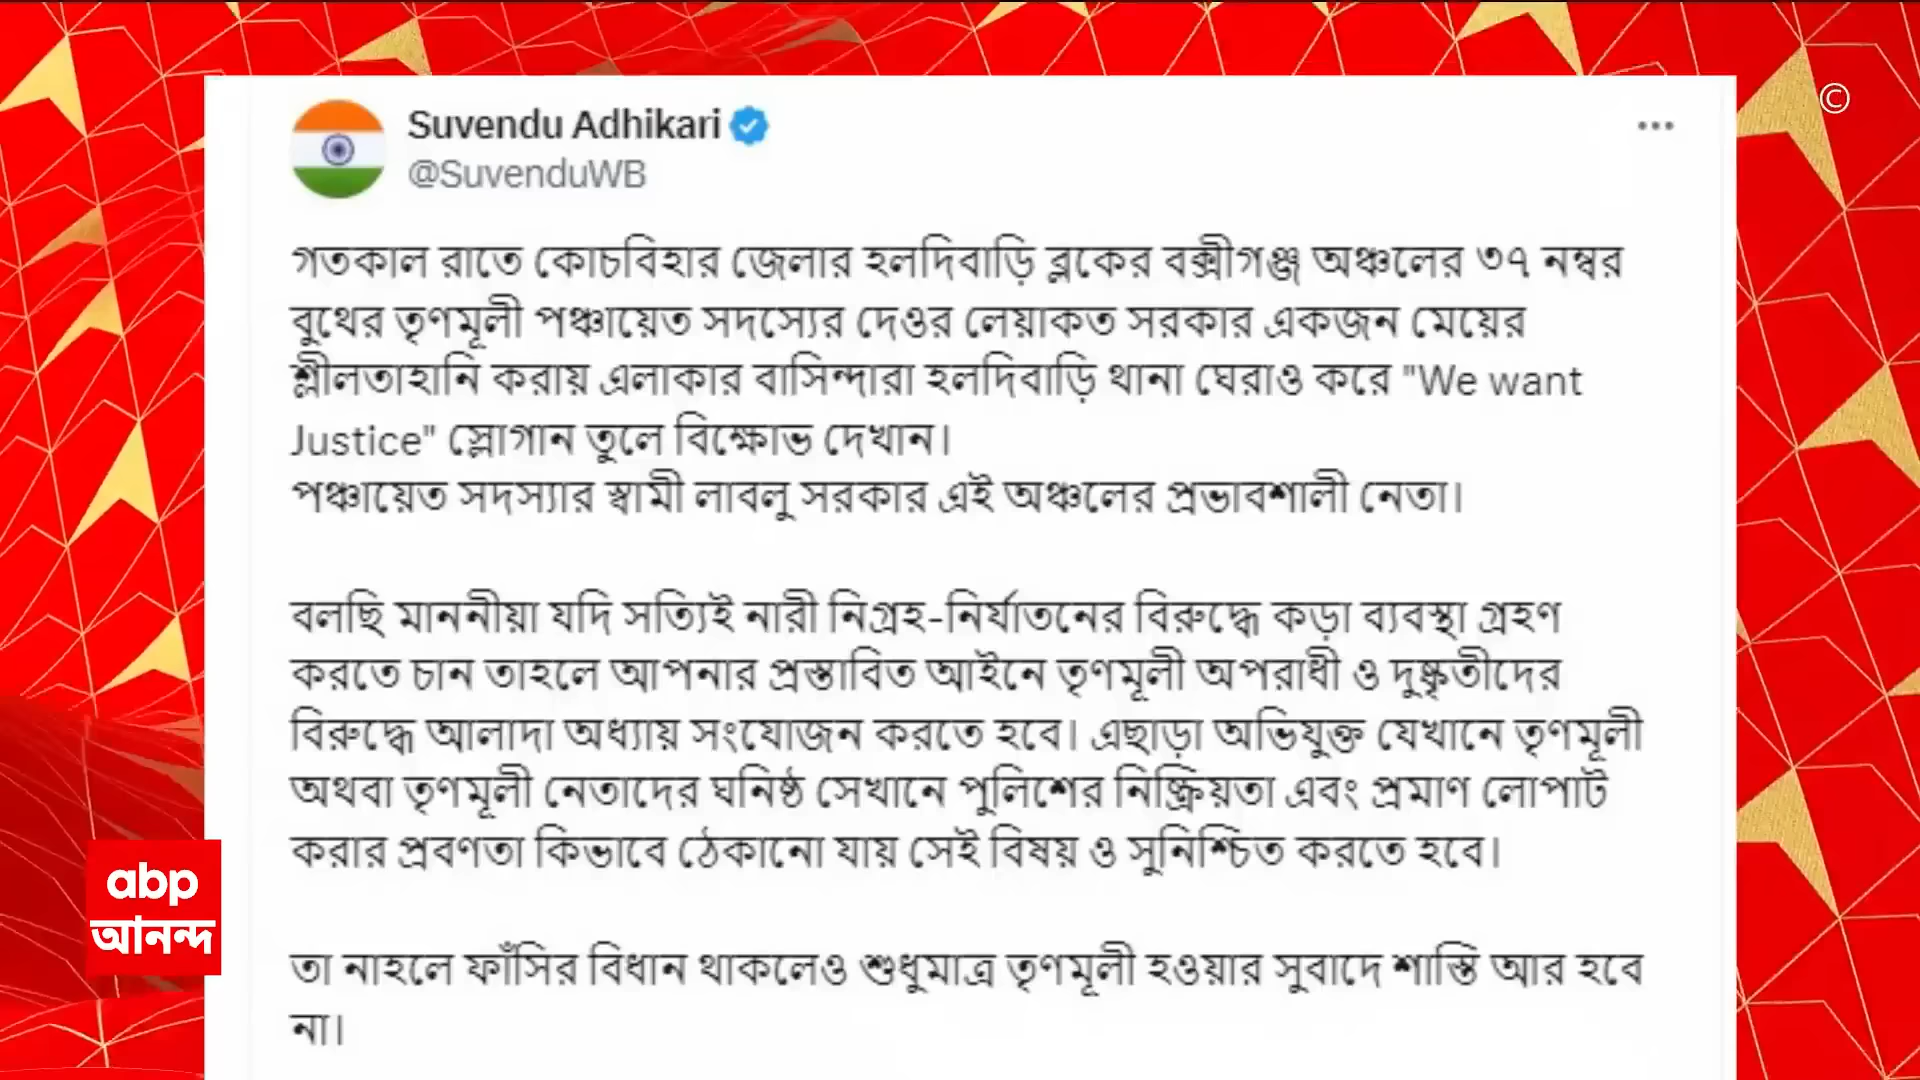 Suvendu Adhikari
@SuvenduWB
গতকাল রাতে কোচবিহার জেলার হলদিবাড়ি ব্লকের বক্সীগঞ্জ অঞ্চলের ৩৭ নম্বর
বুথের তৃণমূলী পঞ্চায়েত সদস্যের দেওর লেয়াকত সরকার একজন মেয়ের
শ্লীলতাহানি করায় এলাকার বাসিন্দারা হলদিবাড়ি থানা ঘেরাও করে "We want
Justice" স্লোগান তুলে বিক্ষোভ দেখান।
পঞ্চায়েত সদস্যার স্বামী লাবলু সরকার এই অঞ্চলের প্রভাবশালী নেতা।
বলছি মাননীয়া যদি সত্যিই নারী নিগ্রহ-নির্যাতনের বিরুদ্ধে কড়া ব্যবস্থা গ্রহণ
করতে চান তাহলে আপনার প্রস্তাবিত আইনে তৃণমূলী অপরাধী ও দুষ্কৃতীদের
বিরুদ্ধে আলাদা অধ্যায় সংযোজন করতে হবে। এছাড়া অভিযুক্ত যেখানে তৃণমূলী
অথবা তৃণমূলী নেতাদের ঘনিষ্ঠ সেখানে পুলিশের নিষ্ক্রিয়তা এবং প্রমাণ লোপাট
করার প্রবণতা কিভাবে ঠেকানো যায় সেই বিষয় ও সুনিশ্চিত করতে হবে।
তা নাহলে ফাঁসির বিধান থাকলেও শুধুমাত্র তৃণমূলী হওয়ার সুবাদে শাস্তি আর হবে
না।
©
abp
আনন্দ